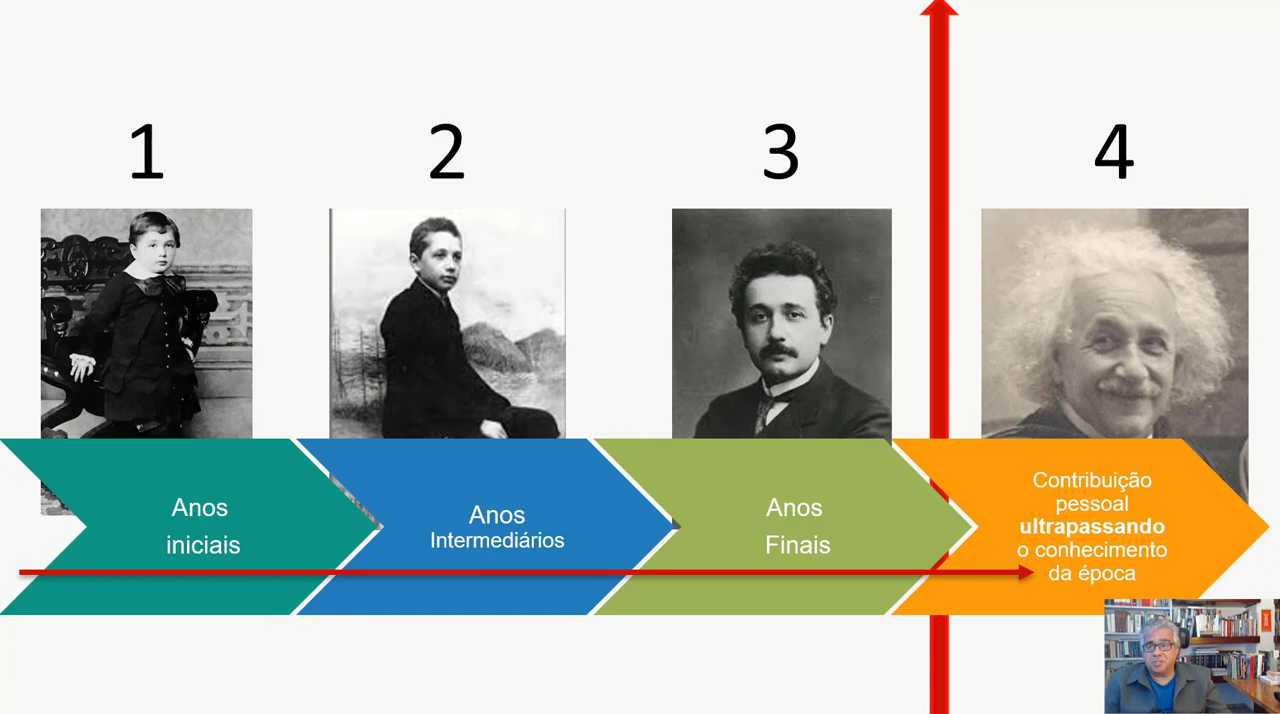 1
2
3
4
Anos
iniciais
Anos
Intermediários
Anos
Finais
Contribuição
pessoal
ultrapassando
o conhecimento
da época